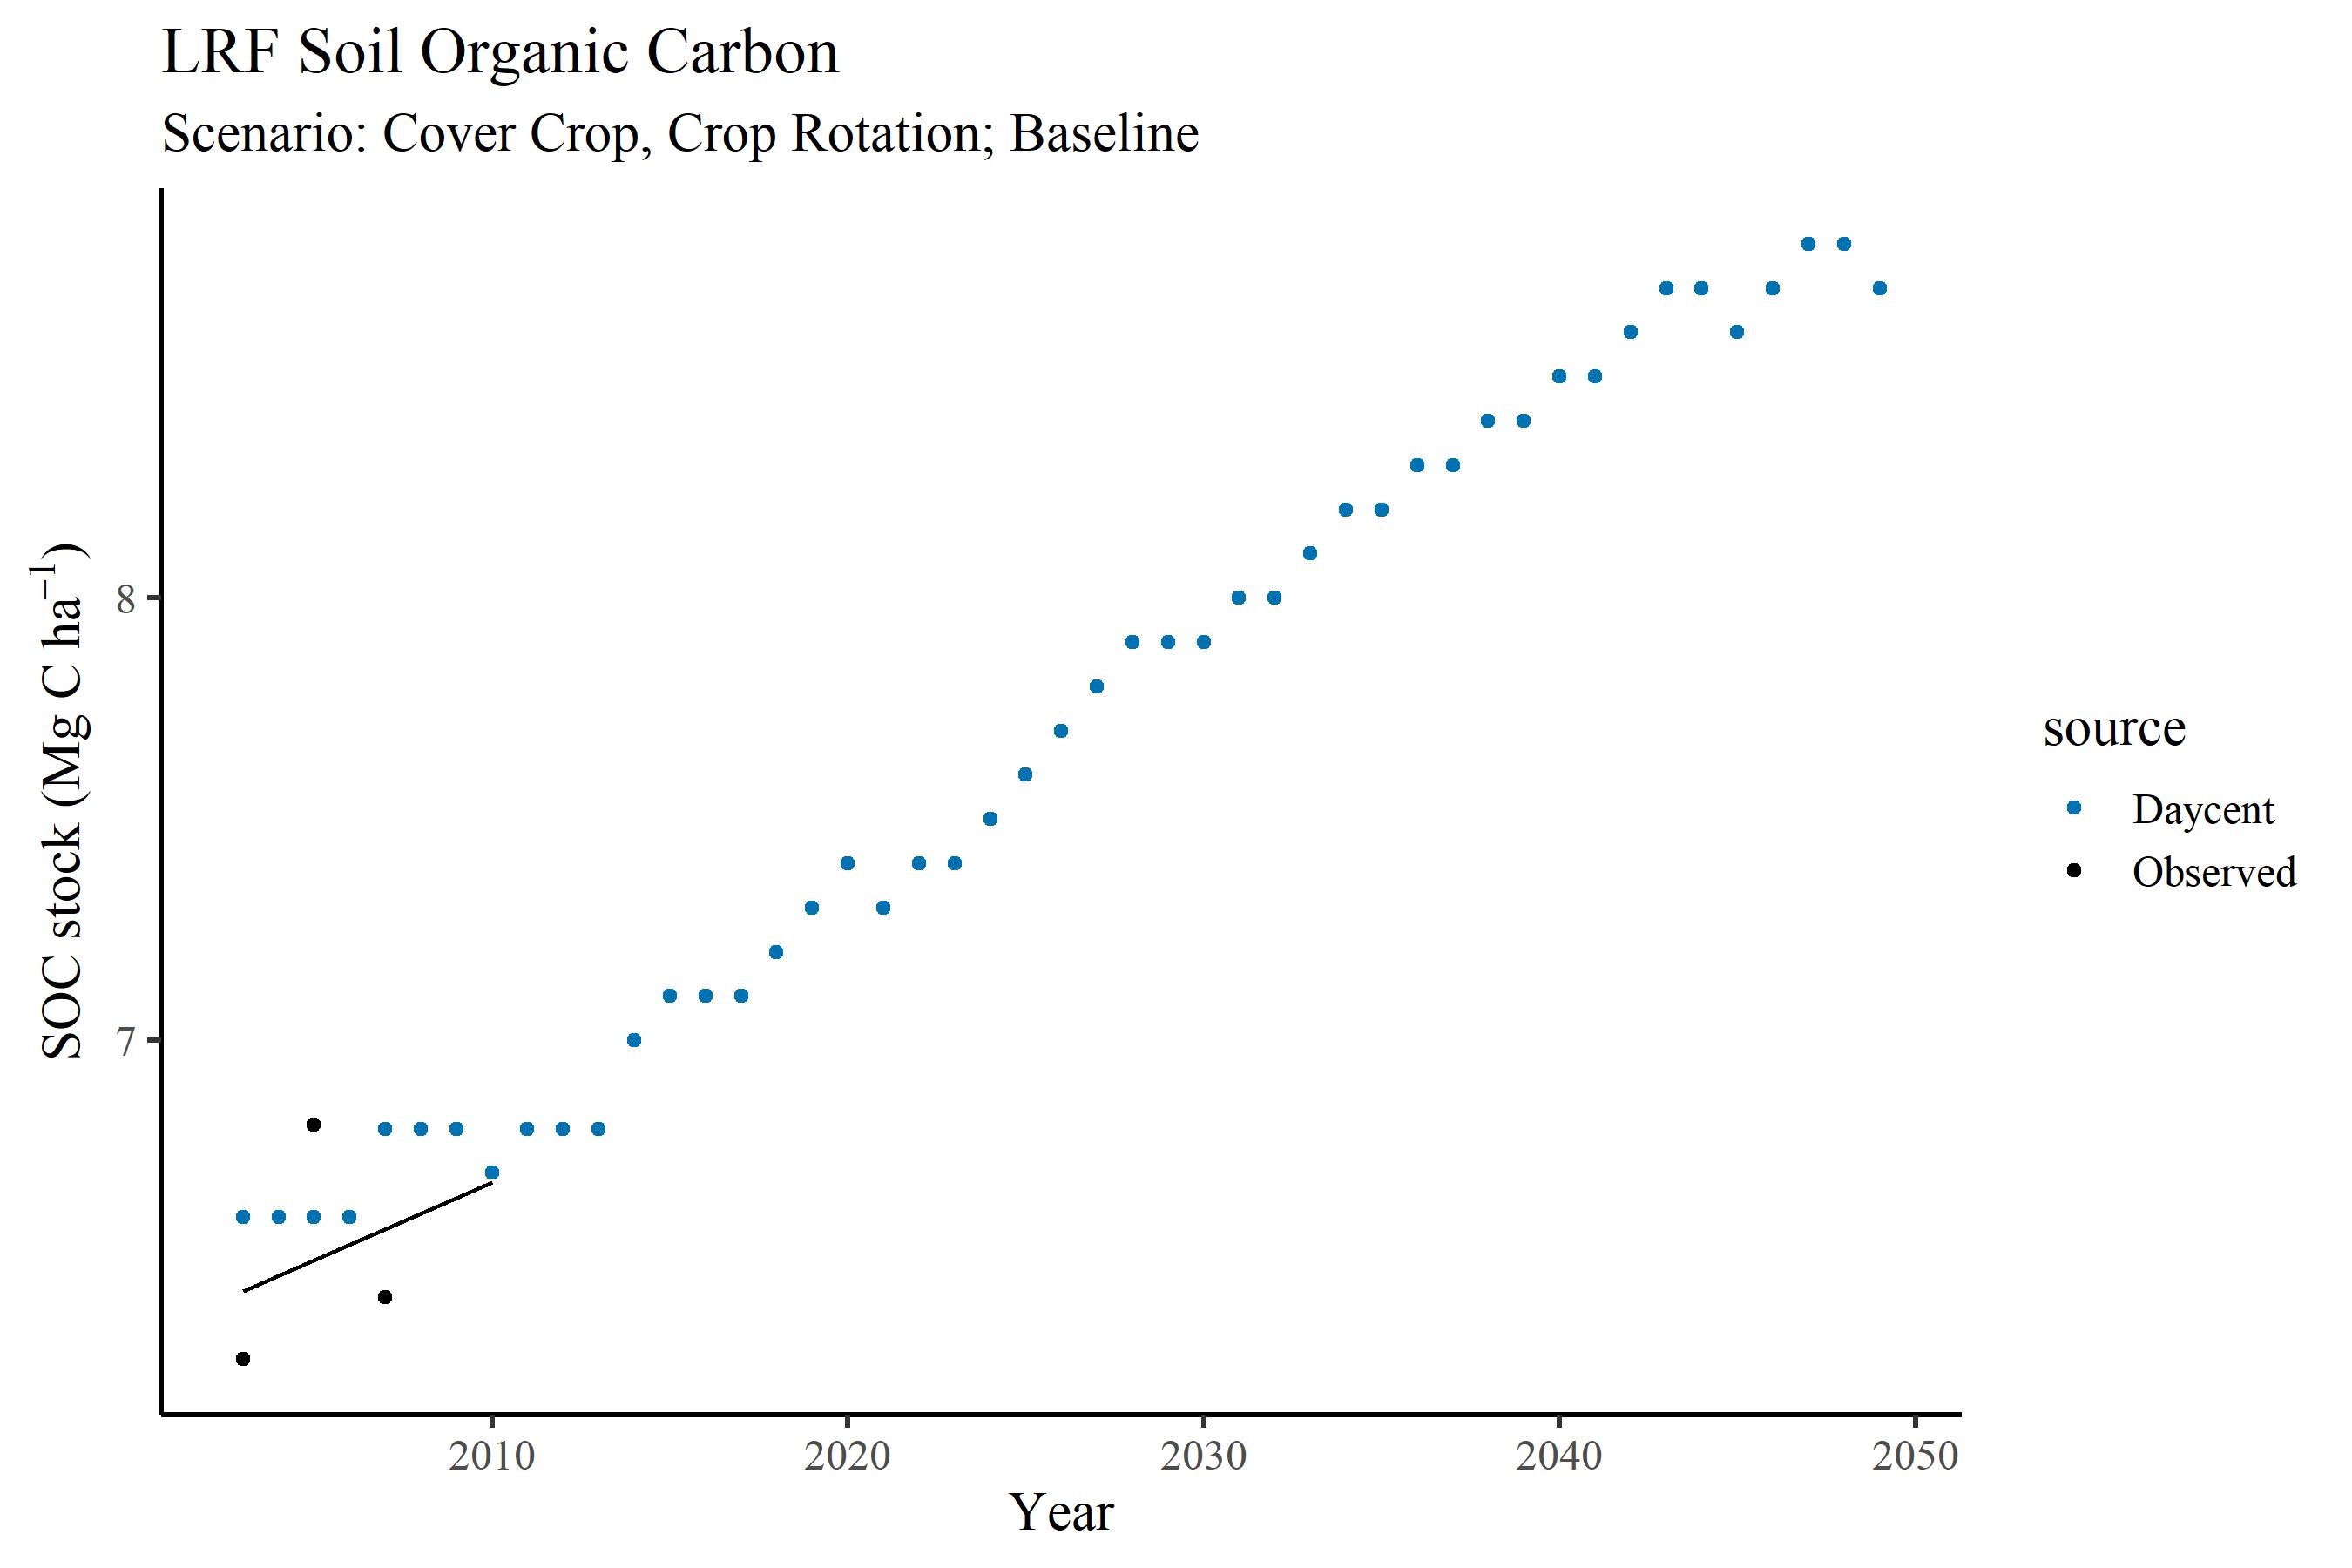 LRF Soil Organic Carbon
Scenario: Cover Crop, Crop Rotation; Baseline
SOC stock (Mg C ha⁻¹)
8
7
2010 2020 2030 2040 2050
Year
source
Daycent
Observed